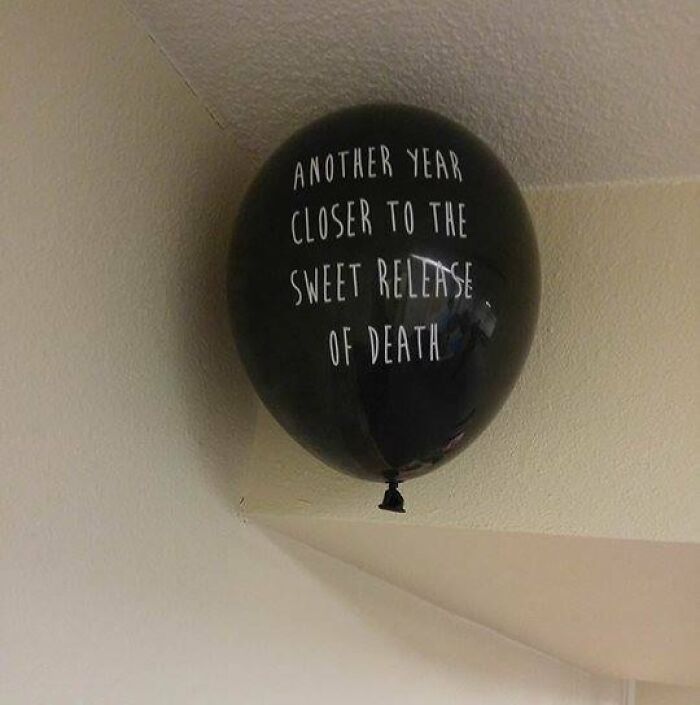 ANOTHER YEAR
CLOSER TO THE
SWEET RELEASE
OF DEATH